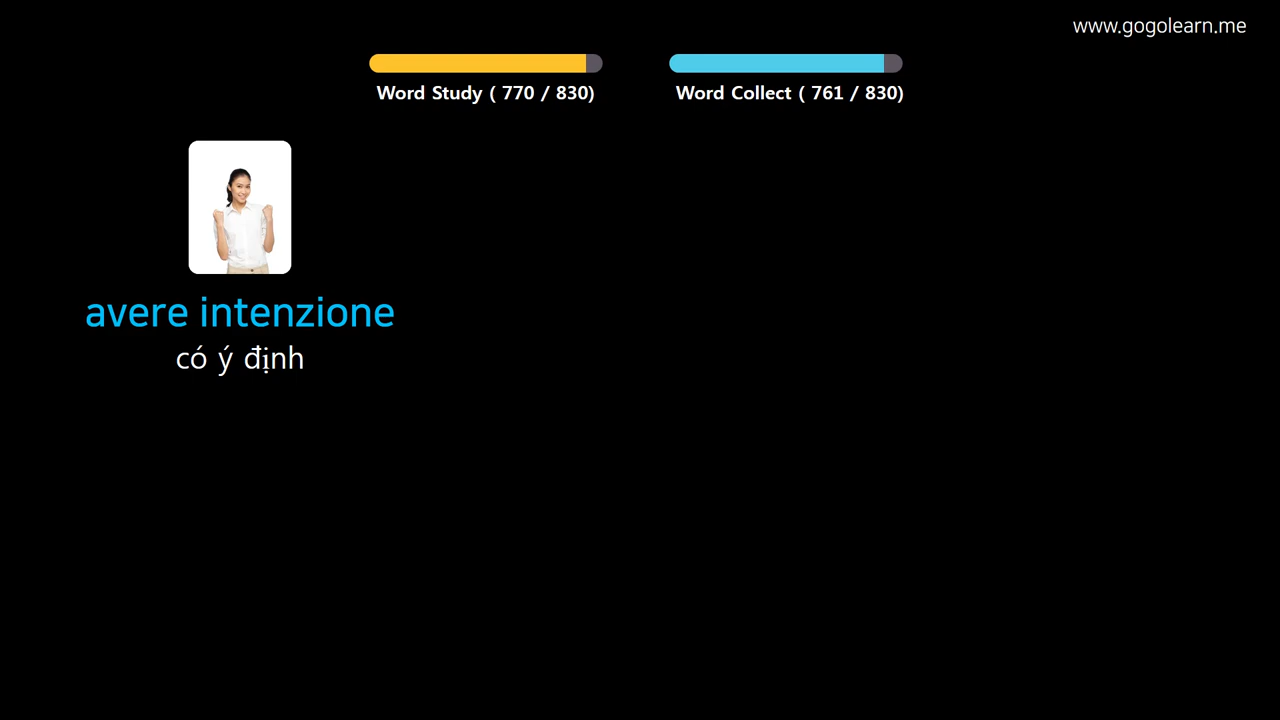 www.gogolearn.me
Word Study ( 770 / 830)
Word Collect ( 761 / 830)
avere intenzione
có ý định